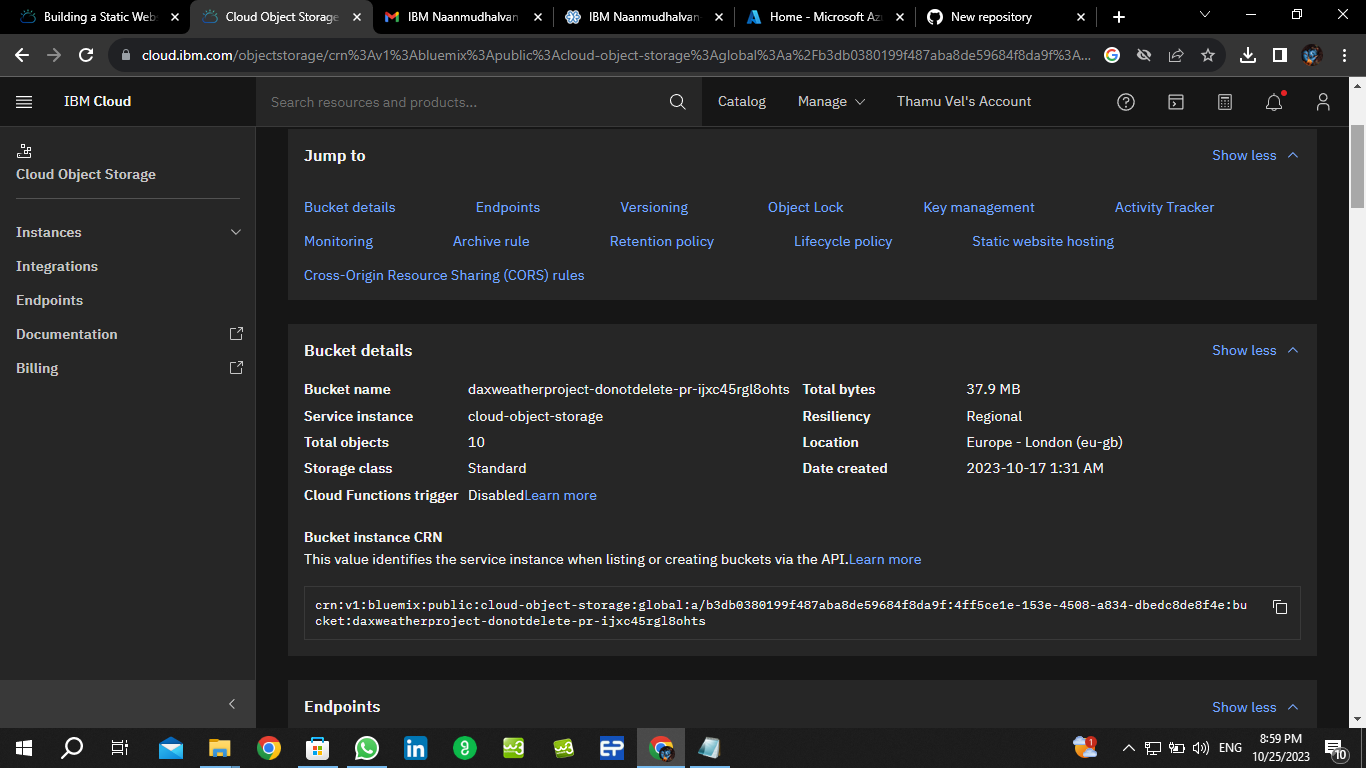 Building a Static Web
Cloud Object Storage
IBM Naanmudhalvan
IBM Naanmudhalvan
Home - Microsoft Az
New repository
cloud.ibm.com/objectstorage/crn%3Av1%3Abluemix%3Apublic%3Acloud-object-storage%3Aglobal%3Aa%2Fb3db0380199f487aba8de59684f8da9f%3A...
IBM Cloud
Search resources and products...
Catalog
Manage
Thamu Vel's Account
Cloud Object Storage
Instances
Integrations
Endpoints
Documentation
Billing
Jump to
Show less
Bucket details Endpoints Versioning Object Lock Key management Activity Tracker
Monitoring Archive rule Retention policy Lifecycle policy Static website hosting
Cross-Origin Resource Sharing (CORS) rules
Bucket details
Show less
Bucket name daxweatherproject-donotdelete-pr-ijxc45rgl8ohts Total bytes 37.9 MB
Service instance cloud-object-storage Resiliency Regional
Total objects 10 Location Europe - London (eu-gb)
Storage class Standard Date created 2023-10-17 1:31 AM
Cloud Functions trigger DisabledLearn more
Bucket instance CRN
This value identifies the service instance when listing or creating buckets via the API.Learn more
crn:v1:bluemix:public:cloud-object-storage:global:a/b3db0380199f487aba8de59684f8da9f:4ff5ce1e-153e-4508-a834-dbedc8de8f4e:bu
cket:daxweatherproject-donotdelete-pr-ijxc45rgl8ohts
Endpoints
Show less
in
EP
1
ENG
8:59 PM
10/25/2023
10